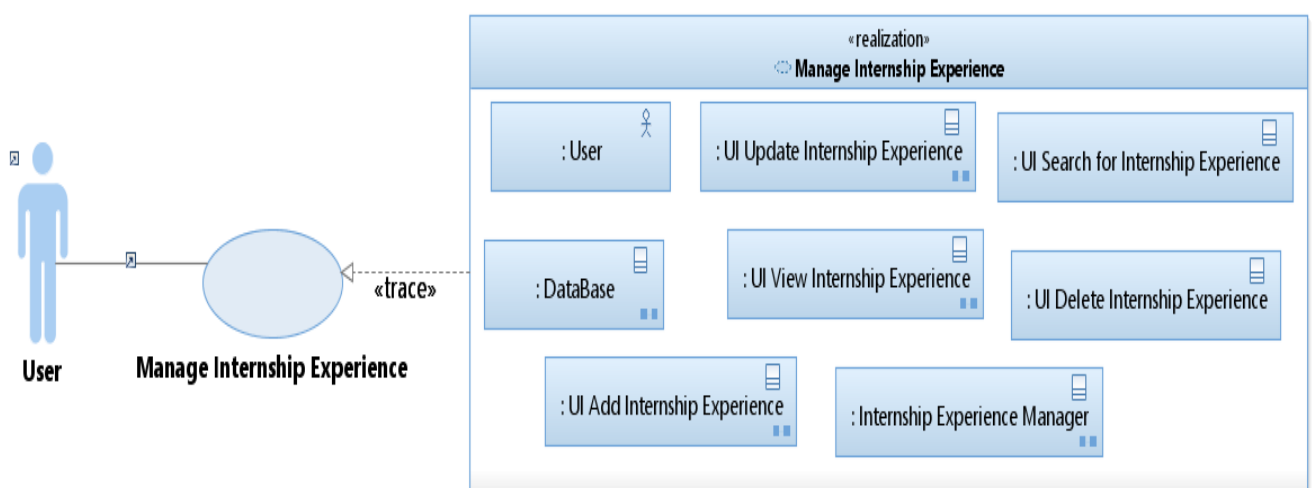 «realization»
Manage Internship Experience
: User
: UI Update Internship Experience
: UI Search for Internship Experience
: DataBase
: UI View Internship Experience
: UI Delete Internship Experience
: UI Add Internship Experience
: Internship Experience Manager
«trace»
User
Manage Internship Experience